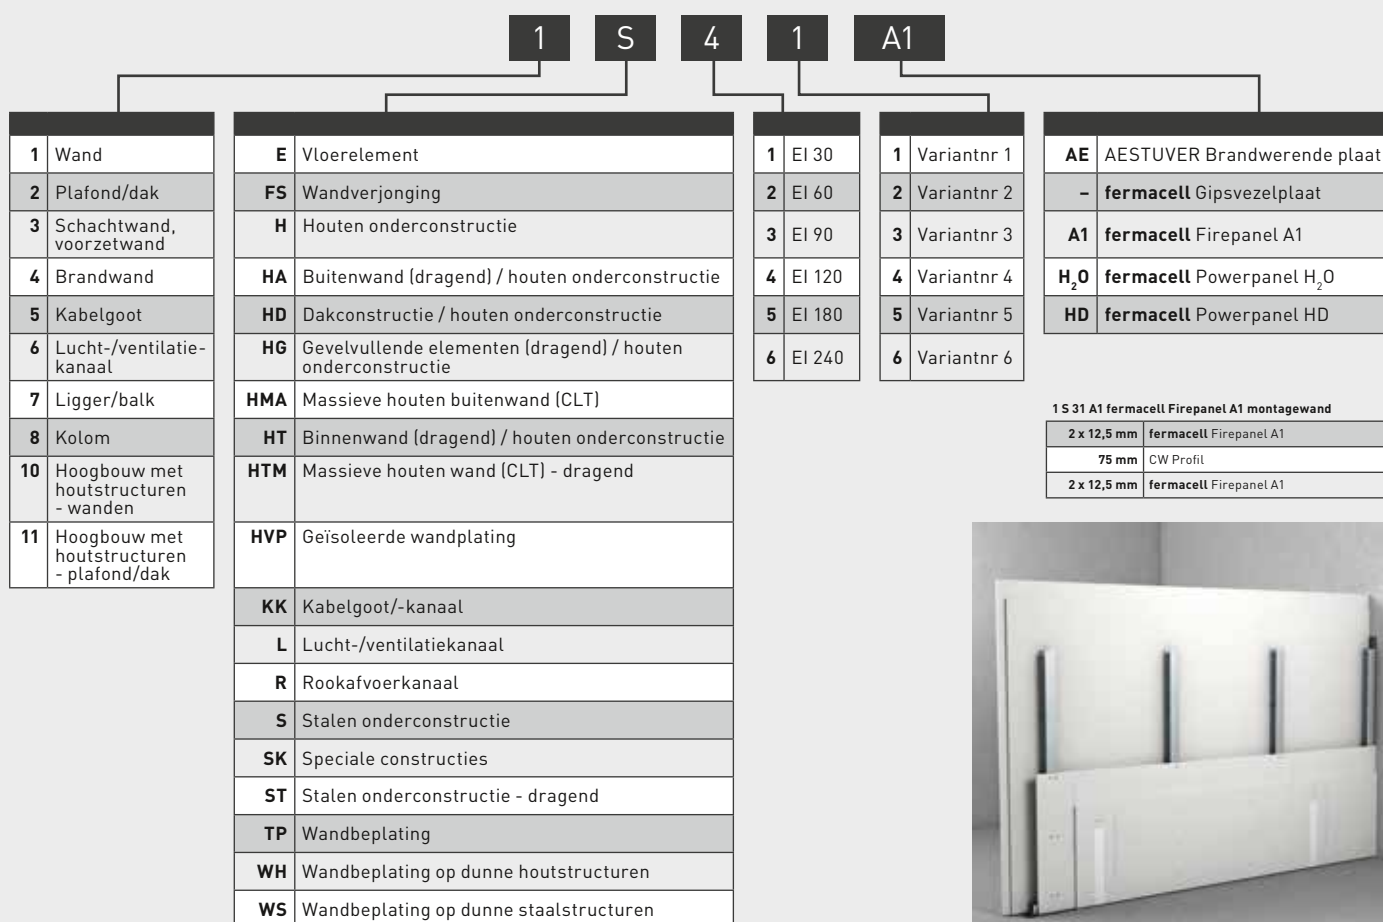 1 S 4 1 A1
1 Wand
2 Plafond/dak
3 Schachtwand,
voorzetwand
4 Brandwand
5 Kabelgoot
6 Lucht-/ventilatie-
kanaal
7 Ligger/balk
8 Kolom
10 Hoogbouw met
houtstructuren
- wanden
11 Hoogbouw met
houtstructuren
- plafond/dak
E Vloerelement
FS Wandverjonging
H Houten onderconstructie
HA Buitenwand (dragend) / houten onderconstructie
HD Dakconstructie / houten onderconstructie
HG Gevelvullende elementen (dragend) / houten
onderconstructie
HMA Massieve houten buitenwand (CLT)
HT Binnenwand (dragend) / houten onderconstructie
HTM Massieve houten wand (CLT) - dragend
HVP Geïsoleerde wandplating
KK Kabelgoot/-kanaal
L Lucht-/ventilatiekanaal
R Rookafvoerkanaal
S Stalen onderconstructie
SK Speciale constructies
ST Stalen onderconstructie - dragend
TP Wandbeplating
WH Wandbeplating op dunne houtstructuren
WS Wandbeplating op dunne staalstructuren
1 EI 30
2 EI 60
3 EI 90
4 EI 120
5 EI 180
6 EI 240
1 Variantnr 1
2 Variantnr 2
3 Variantnr 3
4 Variantnr 4
5 Variantnr 5
6 Variantnr 6
AE AESTUVER Brandwerende plaat
– fermacell Gipsvezelplaat
A1 fermacell Firepanel A1
H₂O fermacell Powerpanel H₂O
HD fermacell Powerpanel HD
1 S 31 A1 fermacell Firepanel A1 montagewand
2 x 12,5 mm fermacell Firepanel A1
75 mm CW Profil
2 x 12,5 mm fermacell Firepanel A1